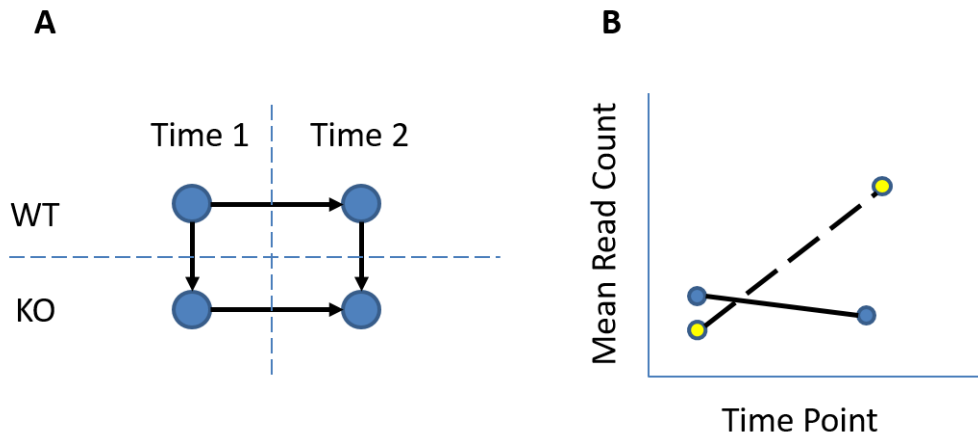 A
Time 1
Time 2
WT
KO
B
Mean Read Count
Time Point